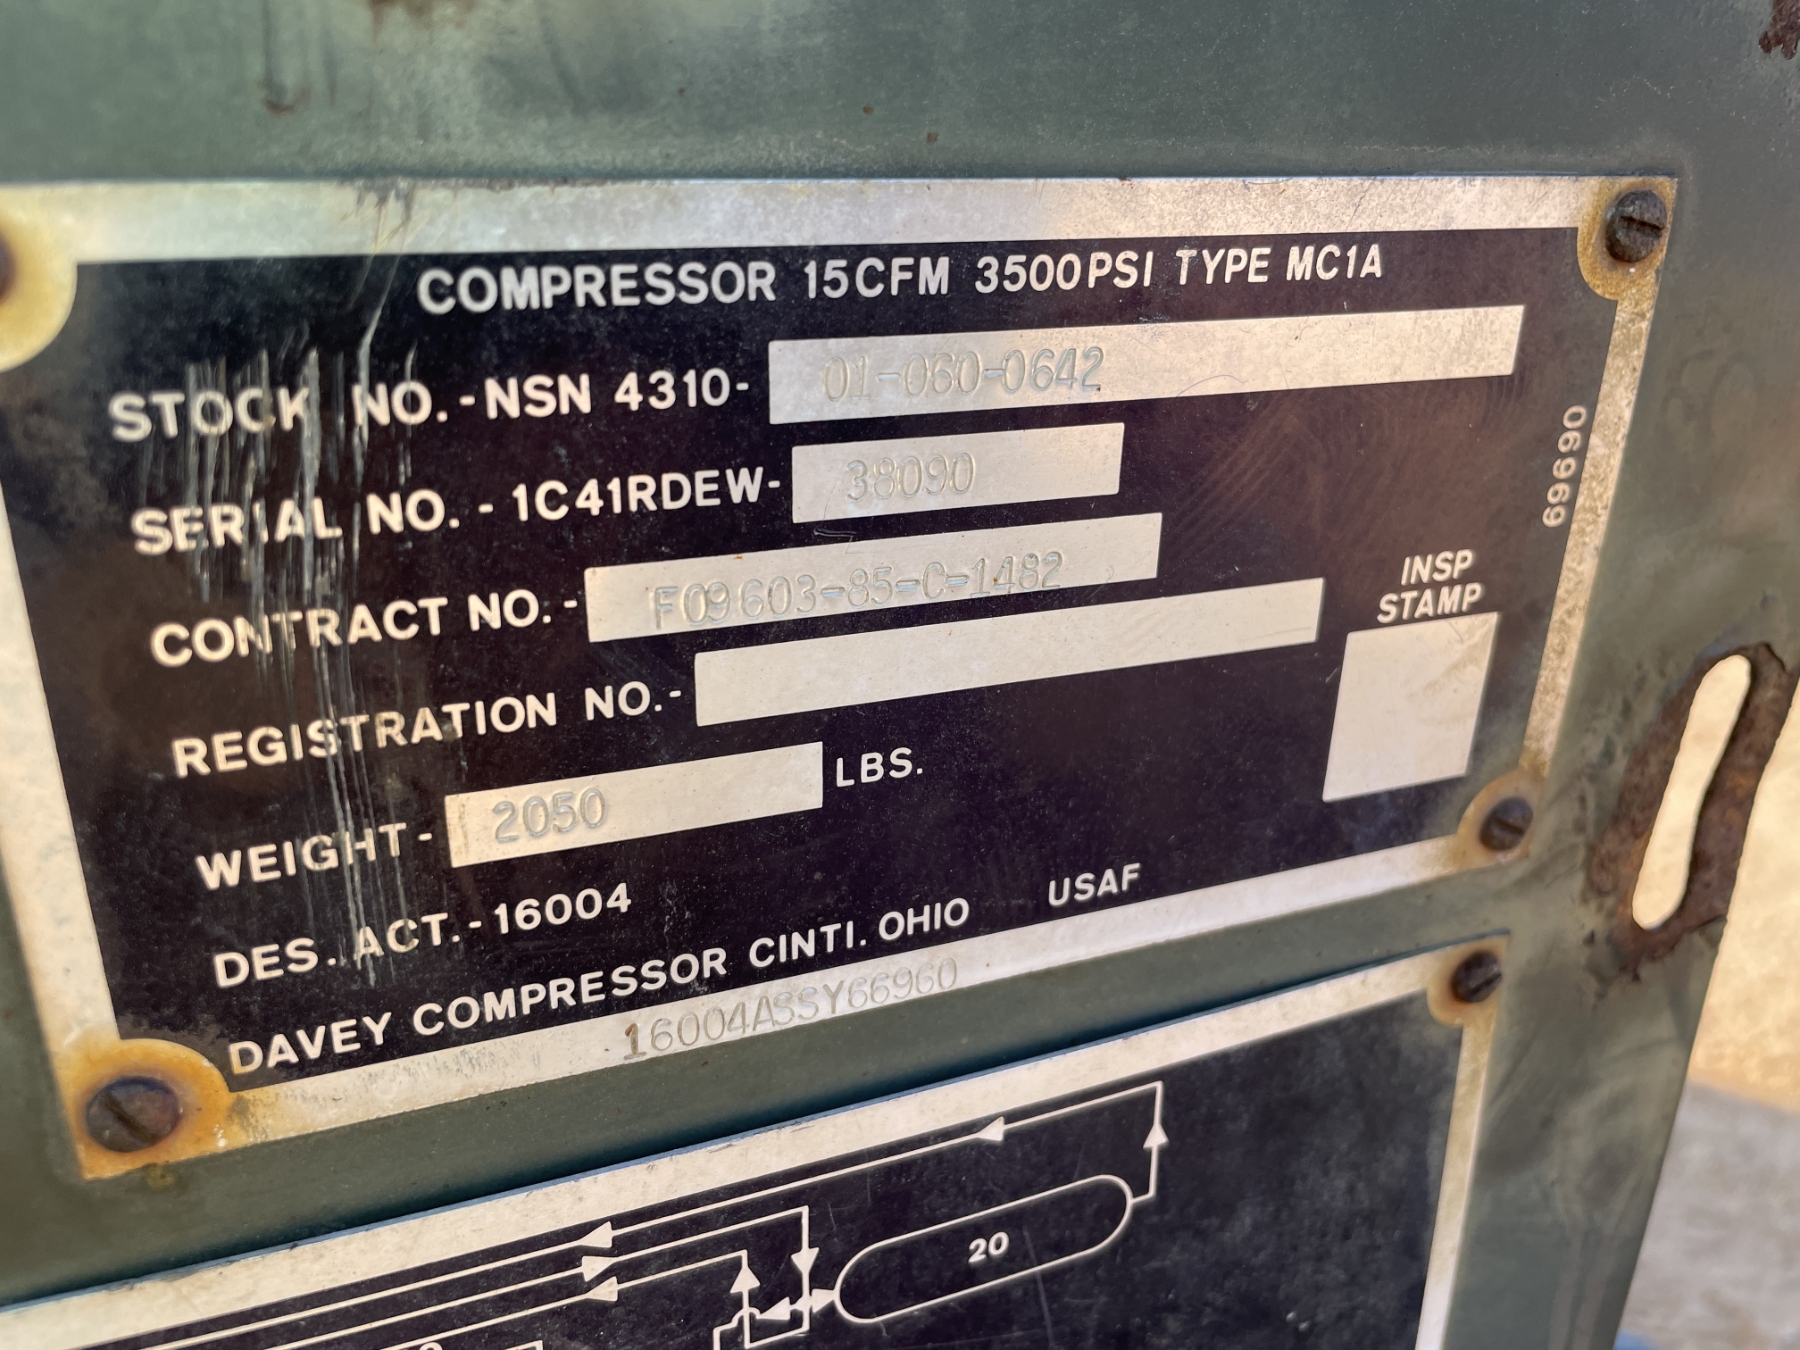 COMPRESSOR 15CFM 3500PSI TYPE MC1A
STOCK NO.-NSN 4310- 01-060-0642
SERIAL NO.-1C41RDEW- 38090
CONTRACT NO.- F09603-85-C-1482
REGISTRATION NO.-
WEIGHT- 2050 LBS.
DES. ACT.-16004
DAVEY COMPRESSOR CINTI. OHIO USAF
16004ASSY66960
INSP
STAMP
69690
20